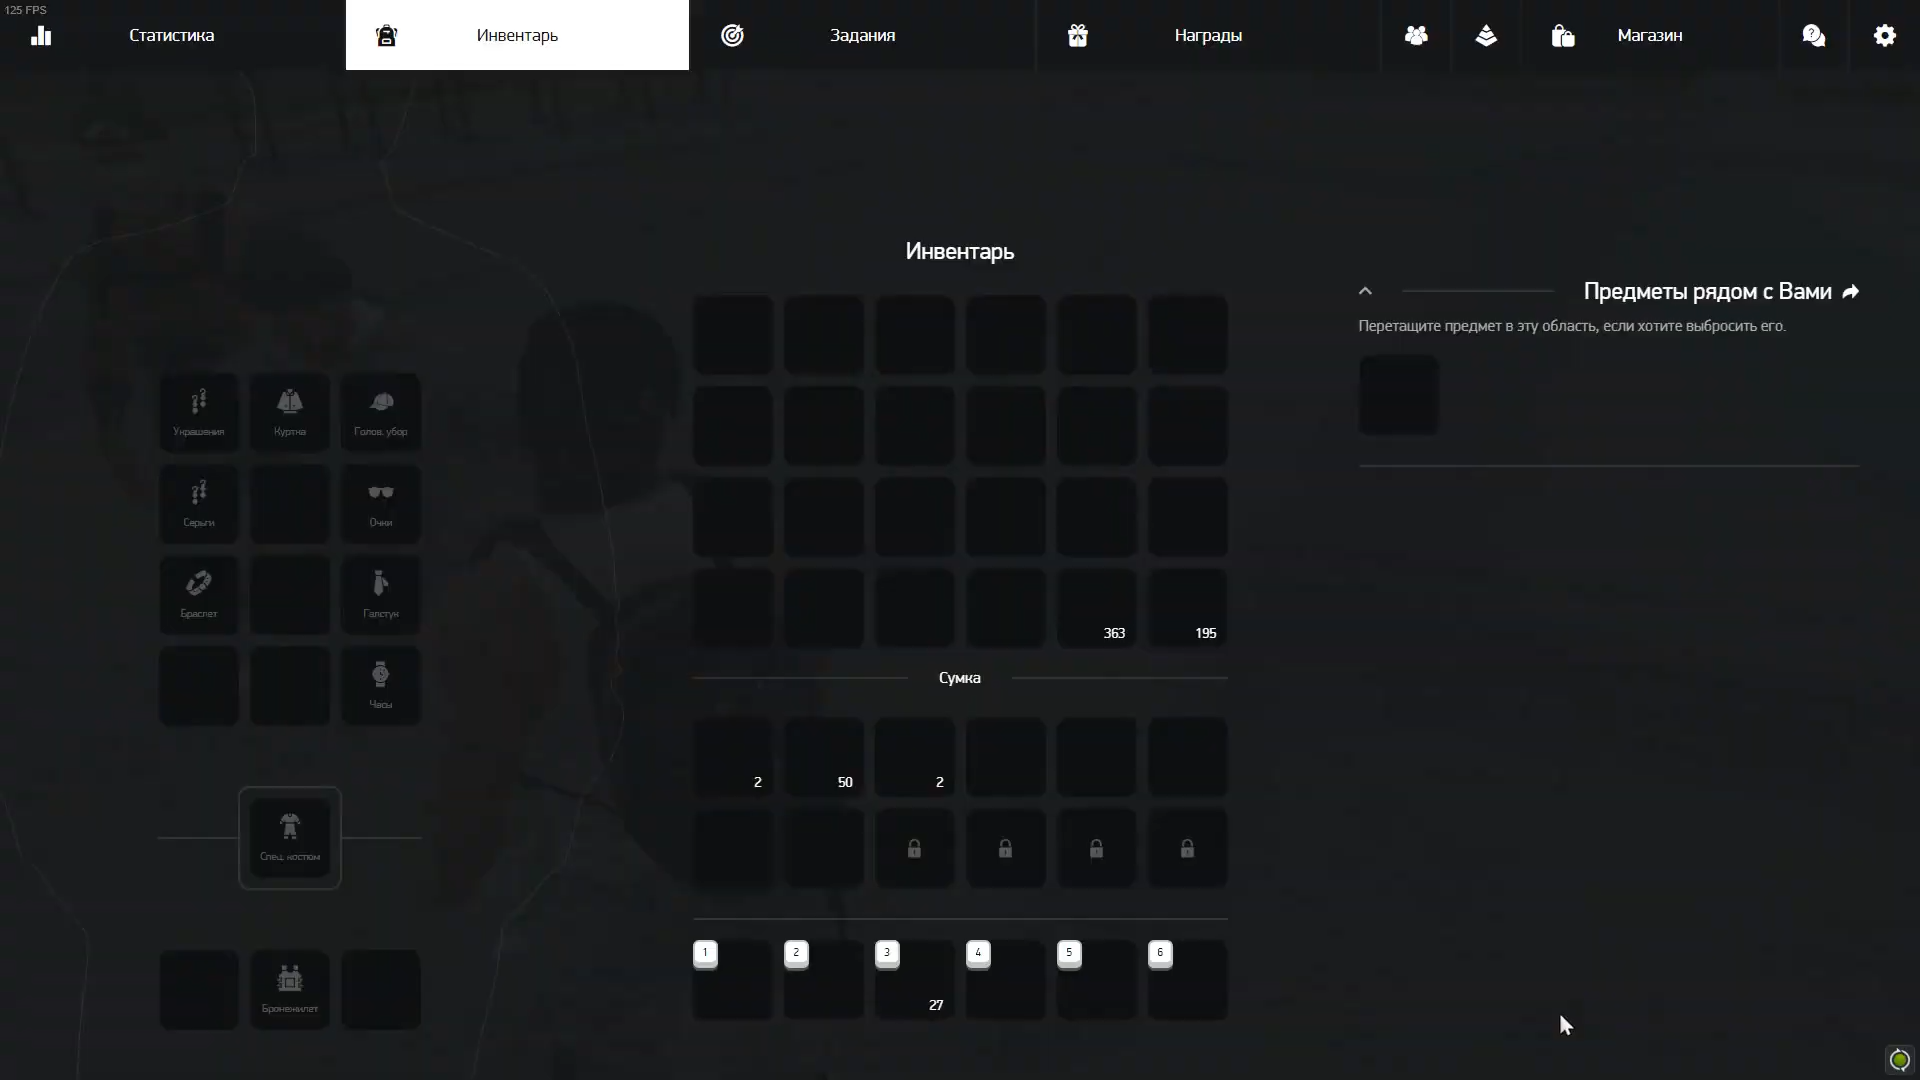 125 FPS
Статистика
Инвентарь
Задания
Награды
Магазин
Инвентарь
Предметы рядом с Вами
Перетащите предмет в эту область, если хотите выбросить его.
Украшения
Куртка
Голов. убор
Серьги
Очки
Браслет
Галстук
363
195
Сумка
Часы
2
50
2
Спец. костюм
1
2
3
4
5
6
27
Бронежилет